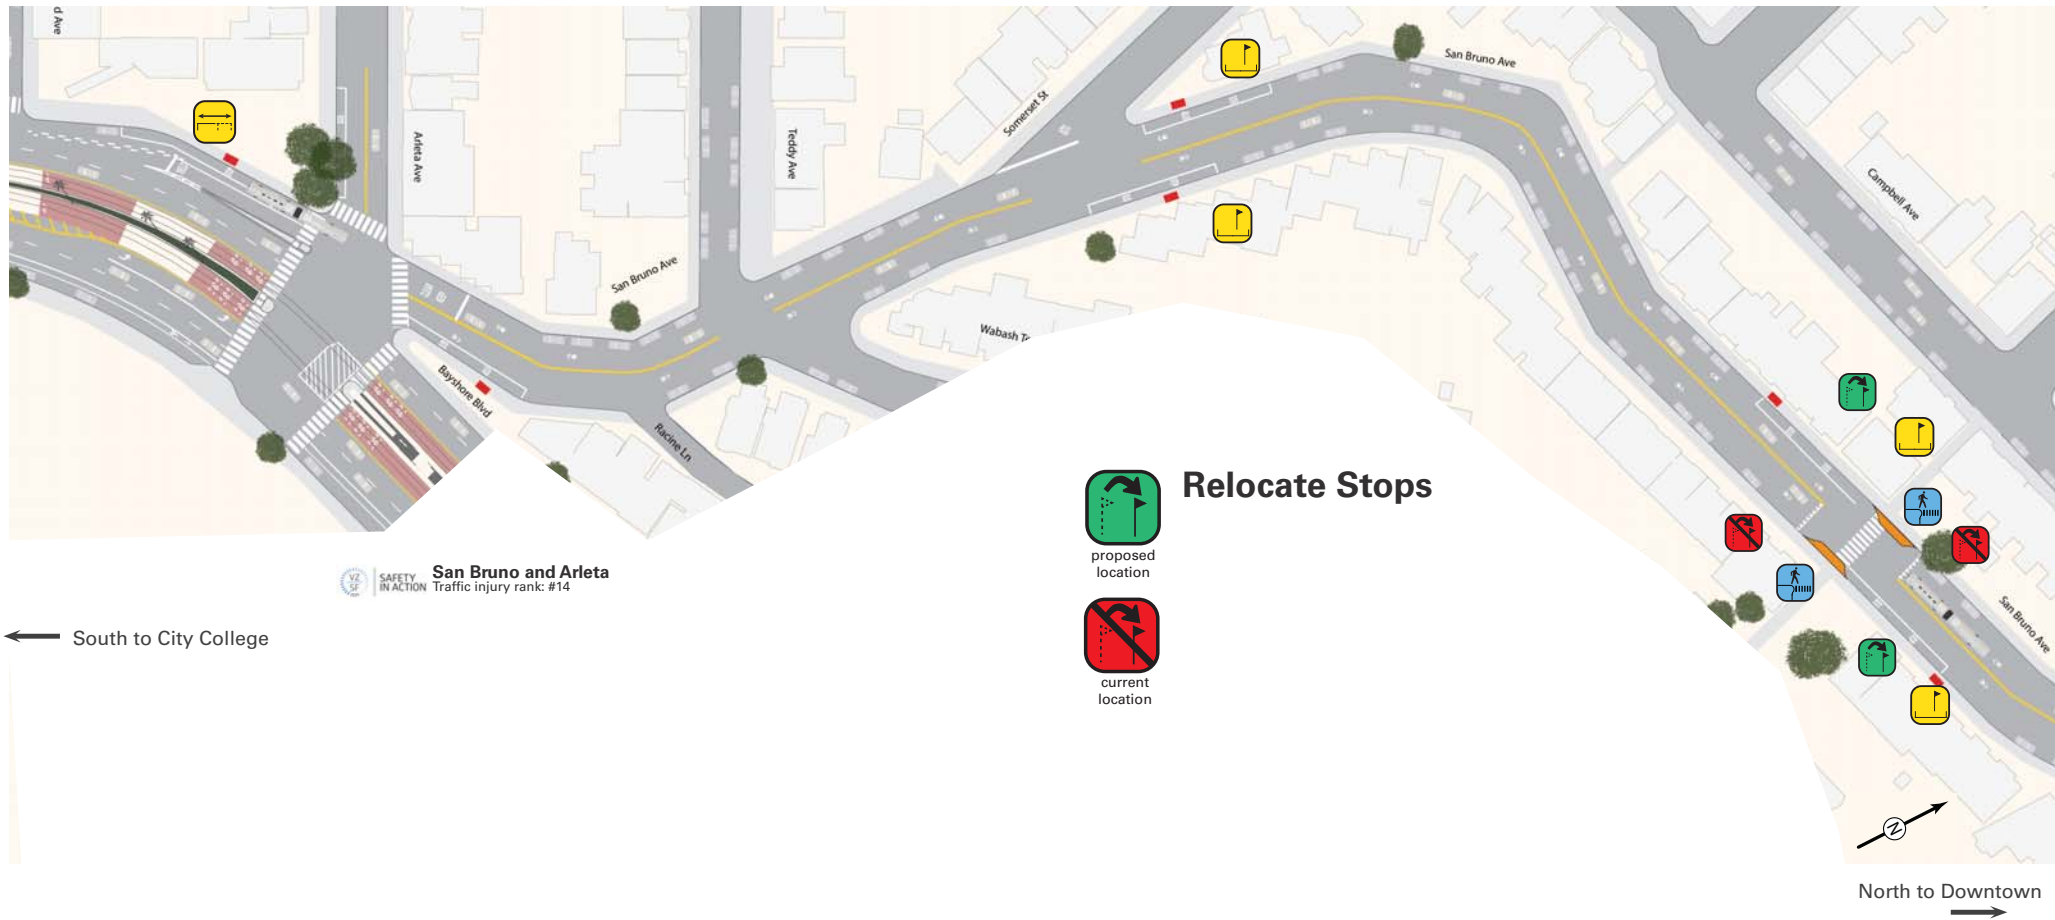 d Ave
San Bruno Ave
Somerset St
Arleta Ave
Teddy Ave
Campbell Ave
San Bruno Ave
Wabash Te
Bayshore Blvd
Racine Ln
Relocate Stops
proposed
location
SAFETY
IN ACTION
San Bruno and Arleta
Traffic injury rank: #14
VZ
SF
San Bruno Ave
South to City College
current
location
N
North to Downtown